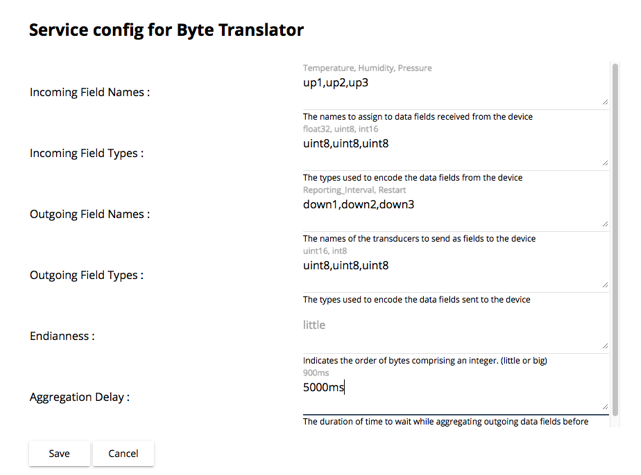 Service config for Byte Translator
Temperature, Humidity, Pressure
Incoming Field Names :
up1,up2,up3
The names to assign to data fields received from the device
float32, uint8, int16
Incoming Field Types :
uint8,uint8,uint8
The types used to encode the data fields from the device
Reporting_Interval, Restart
Outgoing Field Names :
down1,down2,down3
The names of the transducers to send as fields to the device
uint16, int8
Outgoing Field Types :
uint8,uint8,uint8
The types used to encode the data fields sent to the device
Endianness :
little
Indicates the order of bytes comprising an integer. (little or big)
900ms
Aggregation Delay :
5000ms
The duration of time to wait while aggregating outgoing data fields before
Save
Cancel